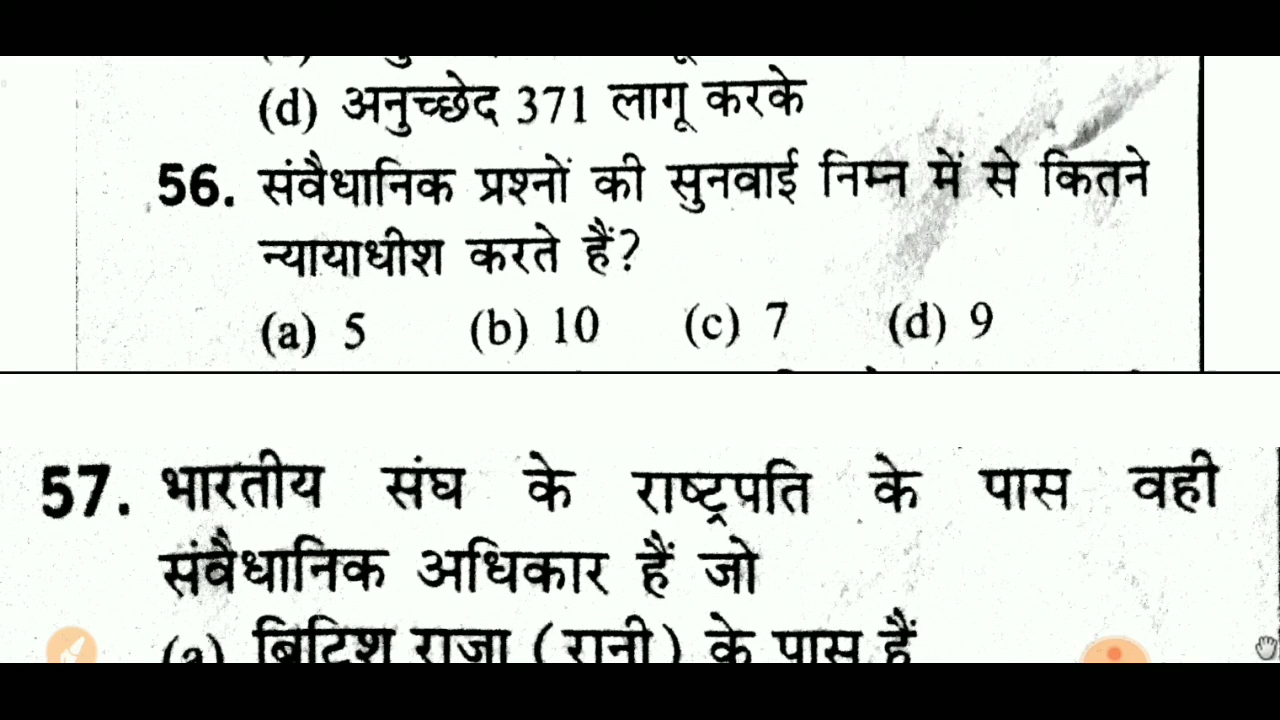 (d) अनुच्छेद 371 लागू करके
56. संवैधानिक प्रश्नों की सुनवाई निम्न में से कितने
न्यायाधीश करते हैं?
(a) 5 (b) 10 (c) 7 (d) 9
57. भारतीय संघ के राष्ट्रपति के पास वही
संवैधानिक अधिकार हैं जो
(a) ब्रिटिश राजा (रानी) के पास हैं